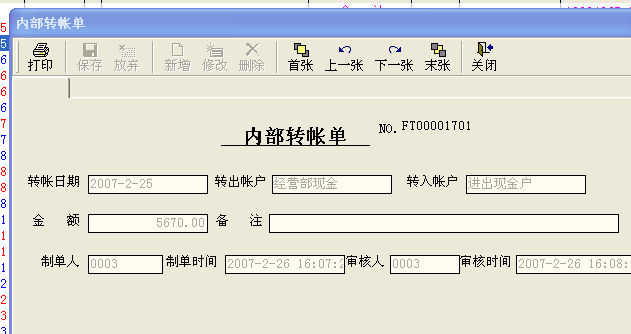 内部转帐单
打印 保存 放弃 新增 修改 删除 首张 上一张 下一张 末张 关闭
内部转帐单 NO. FT00001701
转帐日期 2007-2-25 转出帐户 经营部现金 转入帐户 进出现金户
金 额 5670.00 备 注
制单人 0003 制单时间 2007-2-26 16:07:2 审核人 0003 审核时间 2007-2-26 16:08: